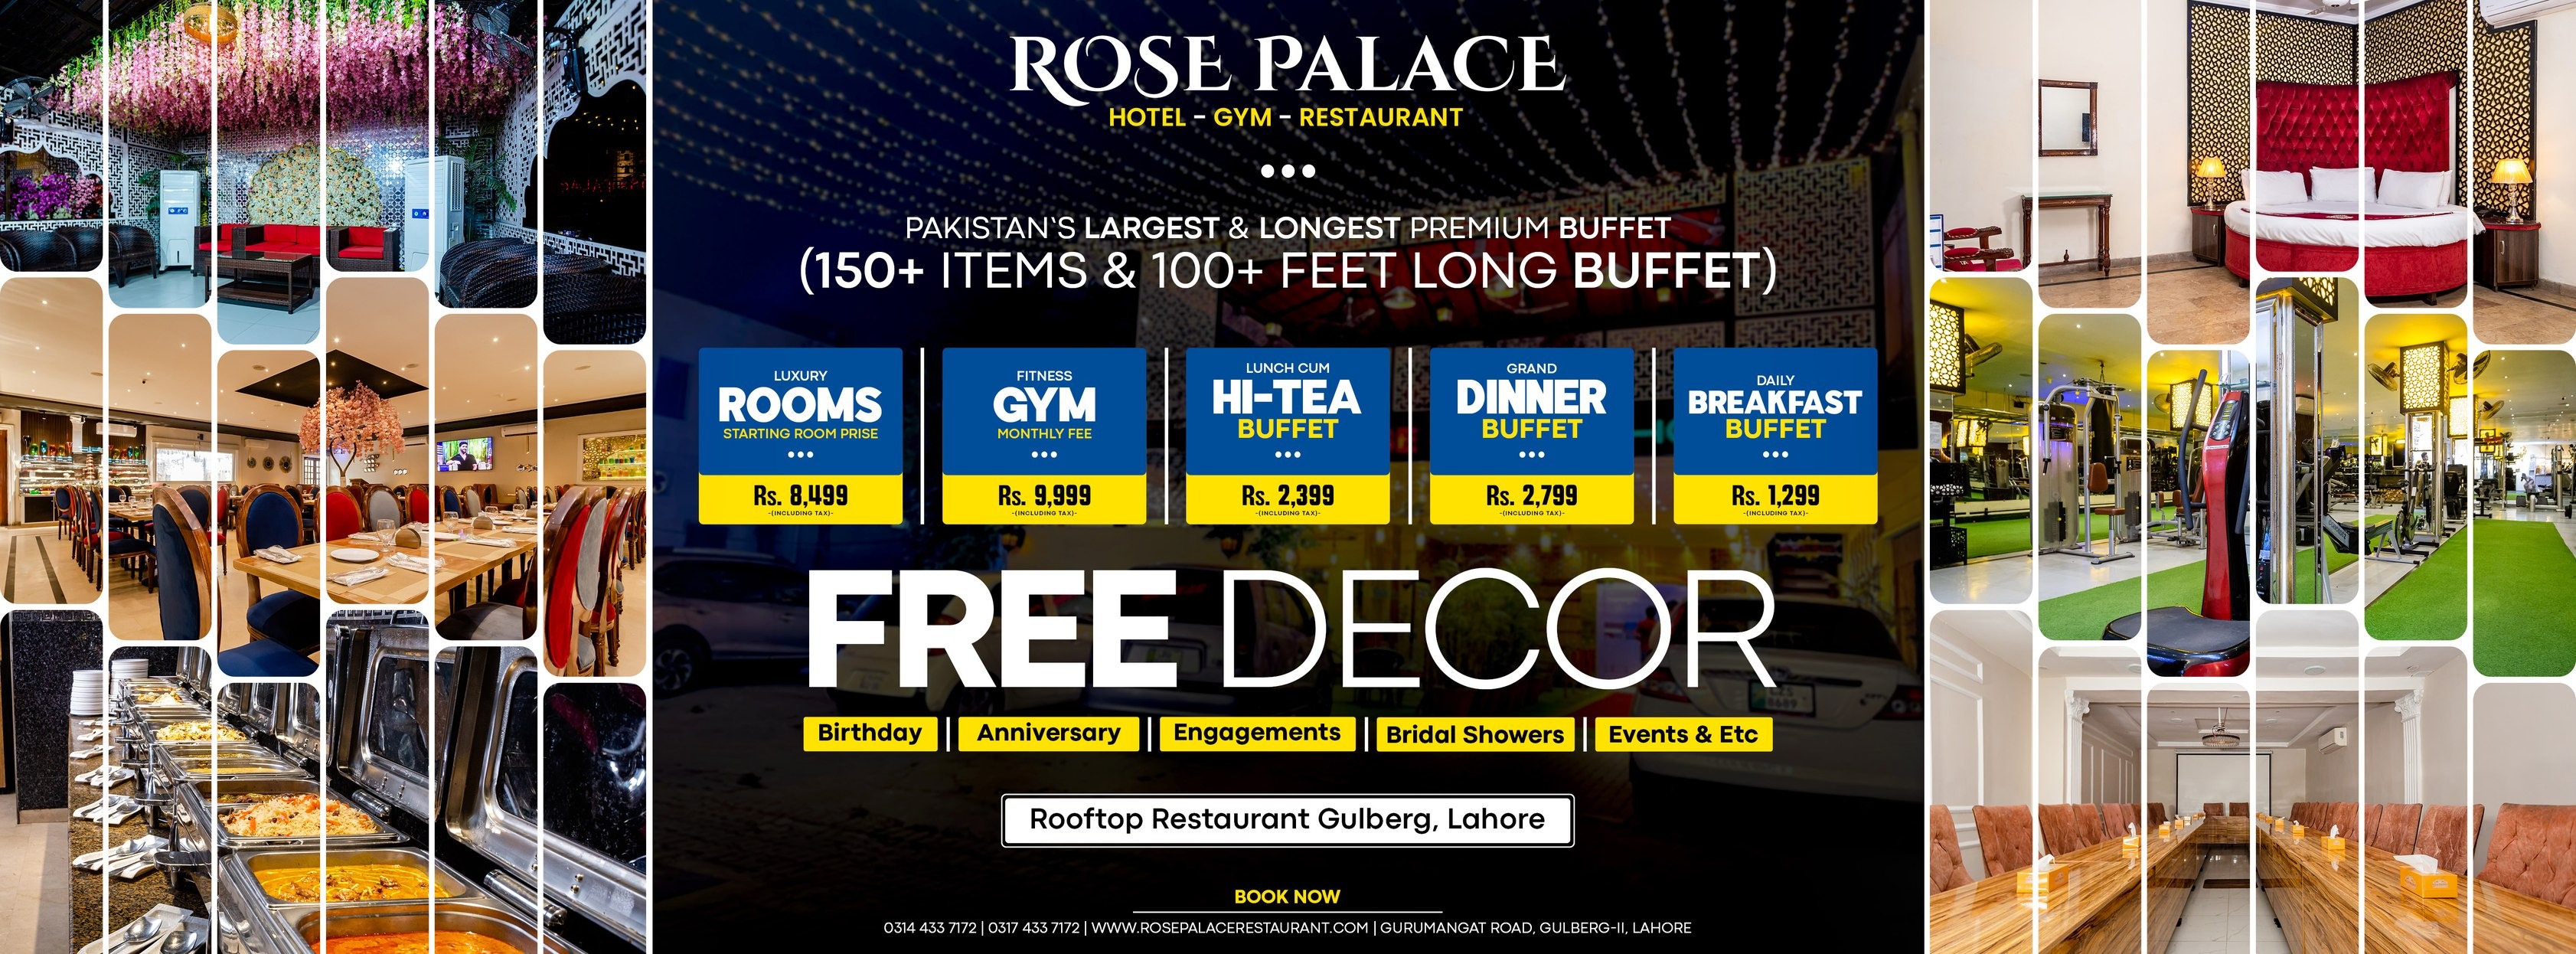 ROSE PALACE
HOTEL - GYM - RESTAURANT
PAKISTAN'S LARGEST & LONGEST PREMIUM BUFFET
(150+ ITEMS & 100+ FEET LONG BUFFET)
LUXURY
ROOMS
STARTING ROOM PRISE
Rs. 8,499
-(INCLUDING TAX)-
FITNESS
GYM
MONTHLY FEE
Rs. 9,999
-(INCLUDING TAX)-
LUNCH CUM
HI-TEA
BUFFET
Rs. 2,399
-(INCLUDING TAX)-
GRAND
DINNER
BUFFET
Rs. 2,799
-(INCLUDING TAX)-
DAILY
BREAKFAST
BUFFET
Rs. 1,299
-(INCLUDING TAX)-
FREE DECOR
Birthday | Anniversary | Engagements | Bridal Showers | Events & Etc
Rooftop Restaurant Gulberg, Lahore
BOOK NOW
0314 433 7172 | 0317 433 7172 | WWW.ROSEPALACERESTAURANT.COM | GURUMANGAT ROAD, GULBERG-II, LAHORE